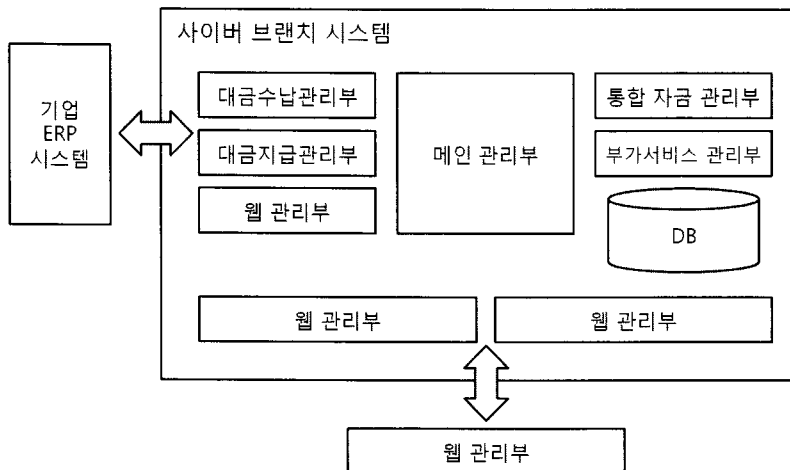 사이버 브랜치 시스템
기업
ERP
시스템
대금수납관리부
대금지급관리부
웹 관리부
메인 관리부
통합 자금 관리부
부가서비스 관리부
DB
웹 관리부
웹 관리부
웹 관리부